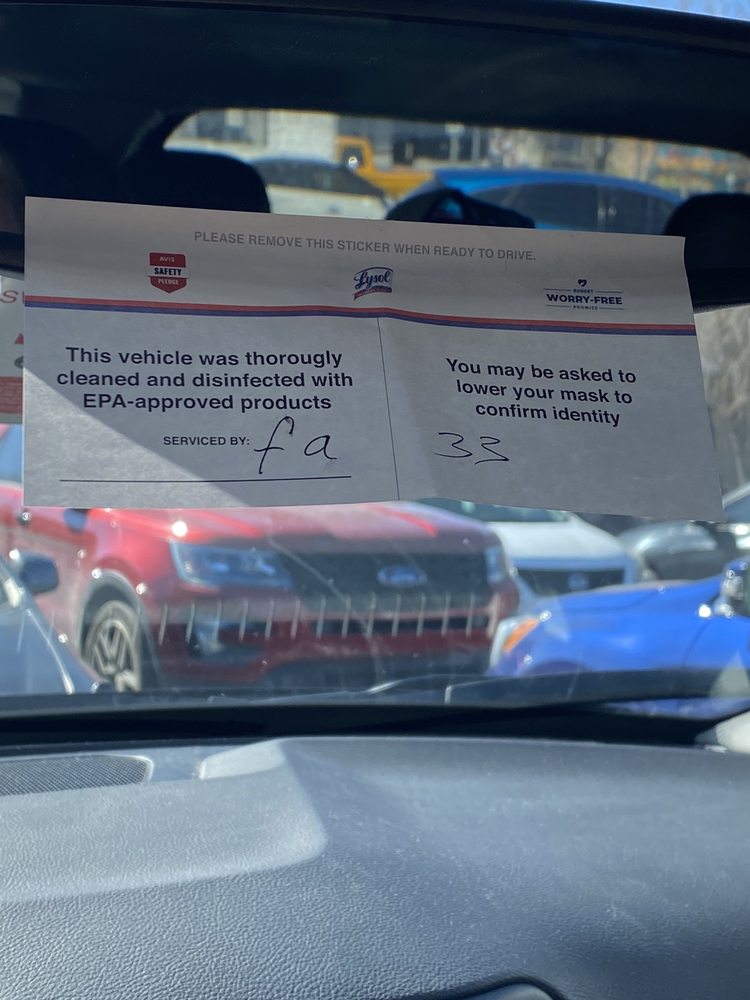 PLEASE REMOVE THIS STICKER WHEN READY TO DRIVE.
AVIS
SAFETY
PLEDGE
Lysol
BUDGET
WORRY-FREE
PROMISE
This vehicle was thorougly
cleaned and disinfected with
EPA-approved products
SERVICED BY: fa
You may be asked to
lower your mask to
confirm identity
33
Ford